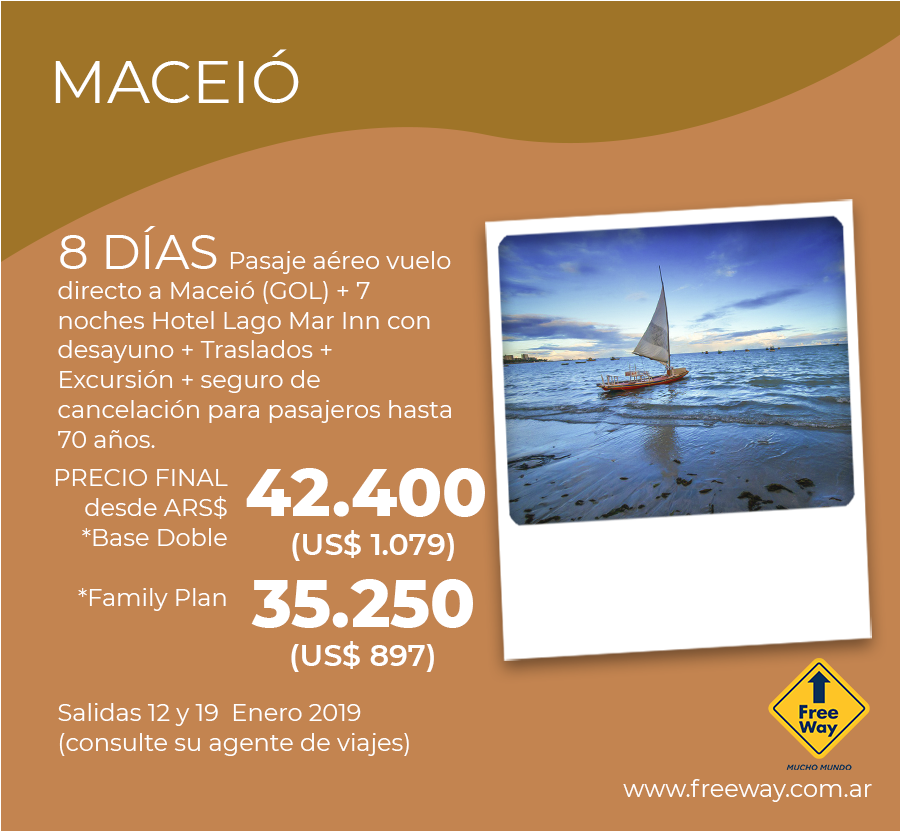 MACEIÓ
8 DÍAS Pasaje aéreo vuelo
directo a Maceió (GOL) + 7
noches Hotel Lago Mar Inn con
desayuno + Traslados +
Excursión + seguro de
cancelación para pasajeros hasta
70 años.
PRECIO FINAL
desde ARS$ 42.400
*Base Doble (US$ 1.079)
*Family Plan 35.250
(US$ 897)
Salidas 12 y 19 Enero 2019
(consulte su agente de viajes)
Free
Way
MUCHO MUNDO
www.freeway.com.ar